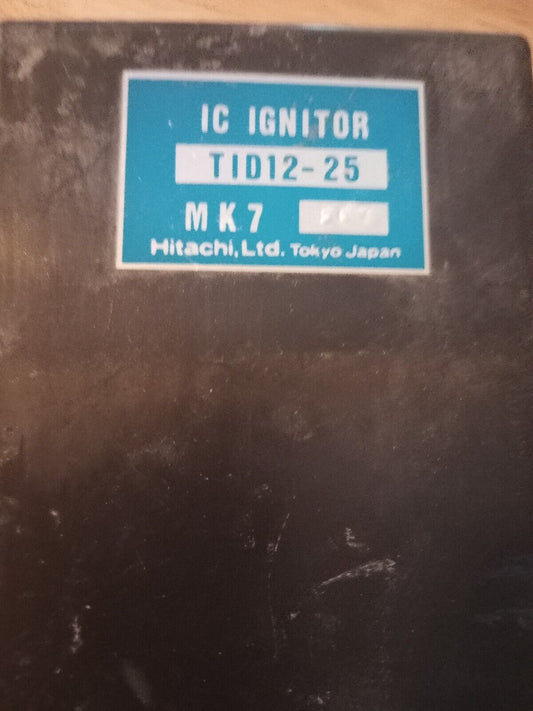 IC IGNITOR
TID12-25
MK7
Hitachi, Ltd. Tokyo Japan